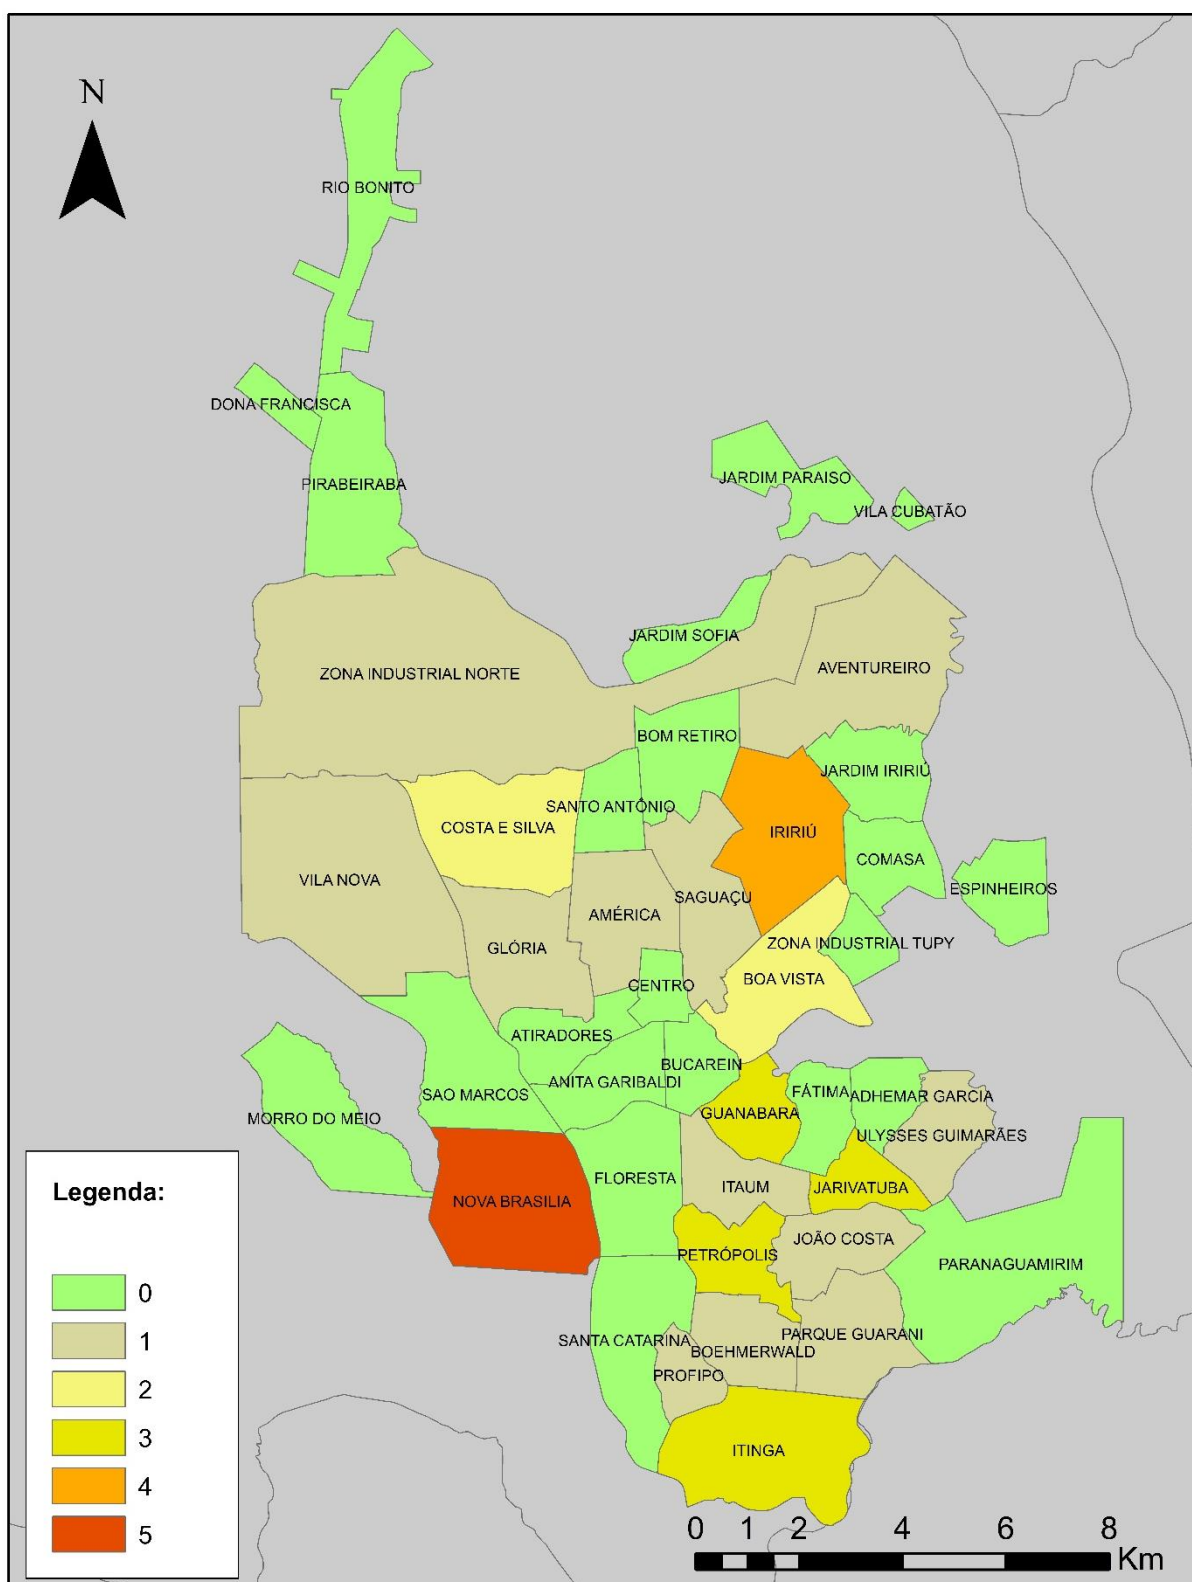 N
RIO BONITO
DONA FRANCISCA
PIRABEIRABA
JARDIM PARAISO
VILA CUBATÃO
JARDIM SOFIA
ZONA INDUSTRIAL NORTE
AVENTUREIRO
BOM RETIRO
JARDIM IRIRIÚ
SANTO ANTÔNIO
COSTA E SILVA
IRIRIÚ
COMASA
VILA NOVA
SAGUAÇU
ESPINHEIROS
AMÉRICA
GLÓRIA
ZONA INDUSTRIAL TUPY
BOA VISTA
CENTRO
ATIRADORES
BUCAREIN
ANITA GARIBALDI
SAO MARCOS
FÁTIMA
ADHEMAR GARCIA
GUANABARA
MORRO DO MEIO
ULYSSES GUIMARÃES
FLORESTA
ITAUM
JARIVATUBA
NOVA BRASILIA
JOÃO COSTA
PETRÓPOLIS
PARANAGUAMIRIM
PARQUE GUARANI
SANTA CATARINA
BOEHMERWALD
PROFIPO
ITINGA
Legenda:
0
1
2
3
4
5
0 1 2 4 6 8
Km